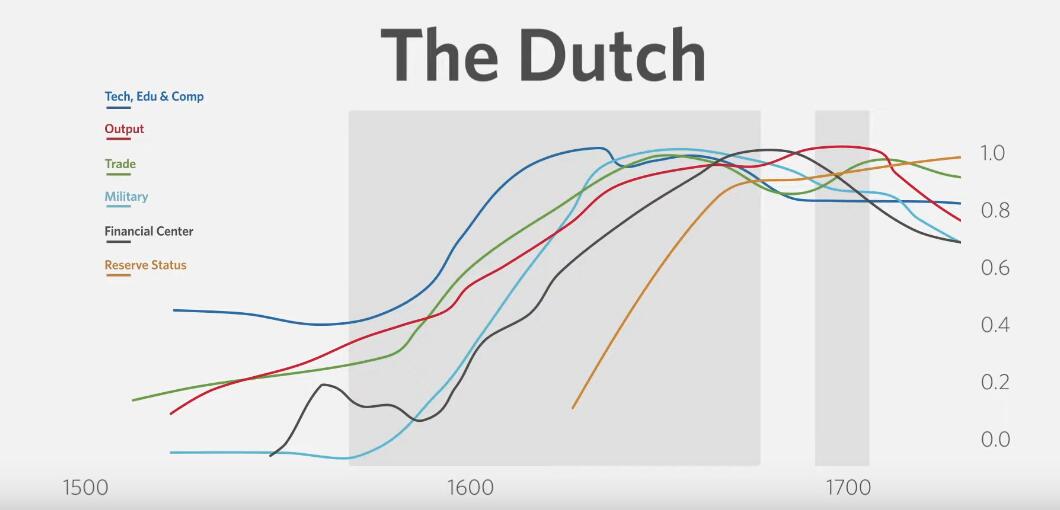 The Dutch
Tech, Edu & Comp
Output
Trade
Military
Financial Center
Reserve Status
1.0
0.8
0.6
0.4
0.2
0.0
1500 1600 1700